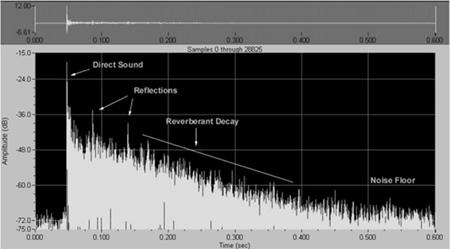 12.00
-6.61
0 0.100 0.200 0.300 0.400 0.500 0.600
Samples 0 through 28825
-15.0
Direct Sound
-24.0
Reflections
-36.0
Reverberant Decay
-48.0
Amplitude (dB)
-60.0
Noise Floor
-72.0
-75.0
0 0.100 0.200 0.300 0.400 0.500 0.600
Time (sec)